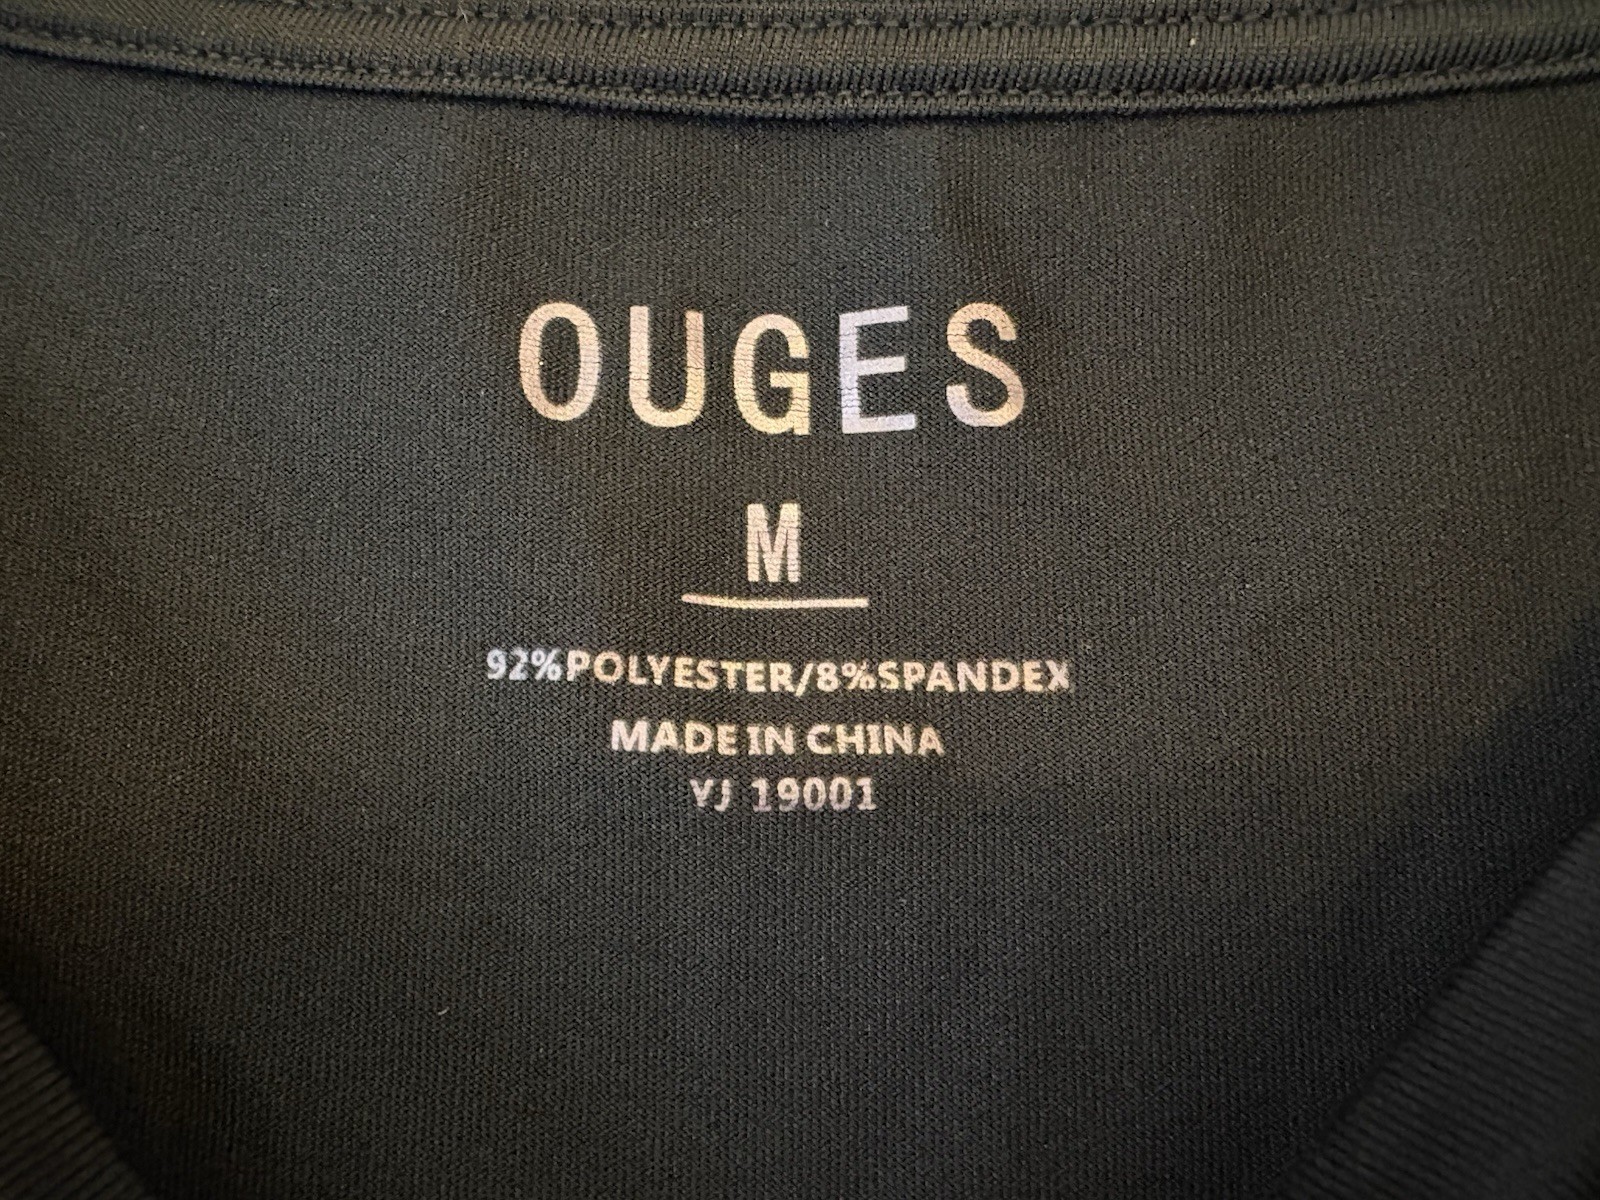 OUGES
M
92%POLYESTER/8%SPANDEX
MADE IN CHINA
YJ 19001